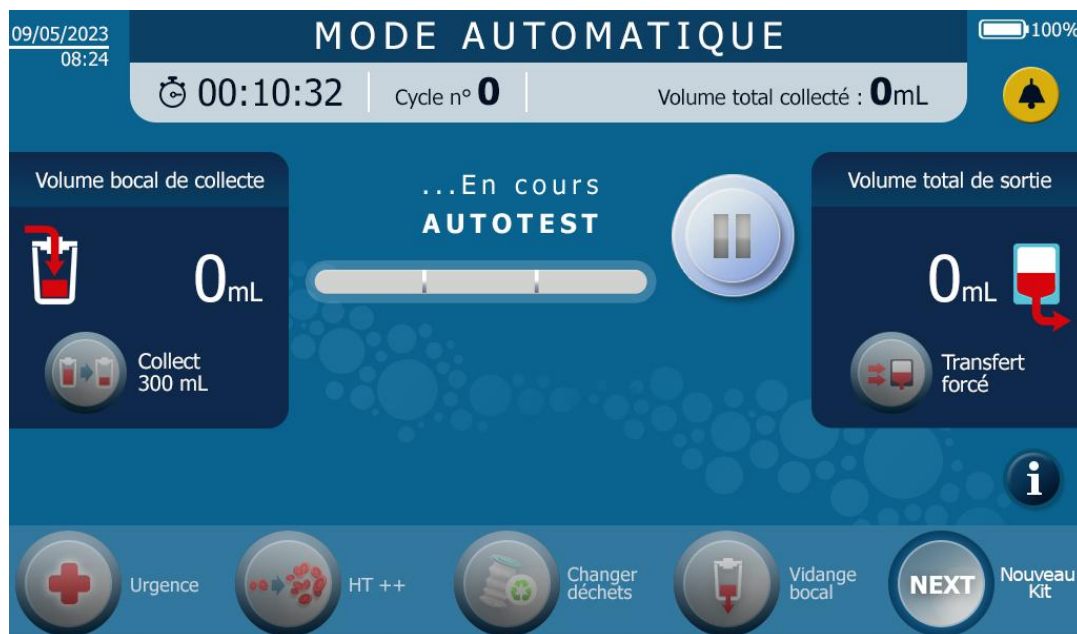 09/05/2023
08:24
MODE AUTOMATIQUE
100%
00:10:32
Cycle n° 0
Volume total collecté : 0mL
Volume bocal de collecte
...En cours
AUTOTEST
Volume total de sortie
0mL
0mL
Collect
300 mL
Transfert
forcé
i
Urgence
HT ++
Changer
déchets
Vidange
bocal
NEXT
Nouveau
Kit